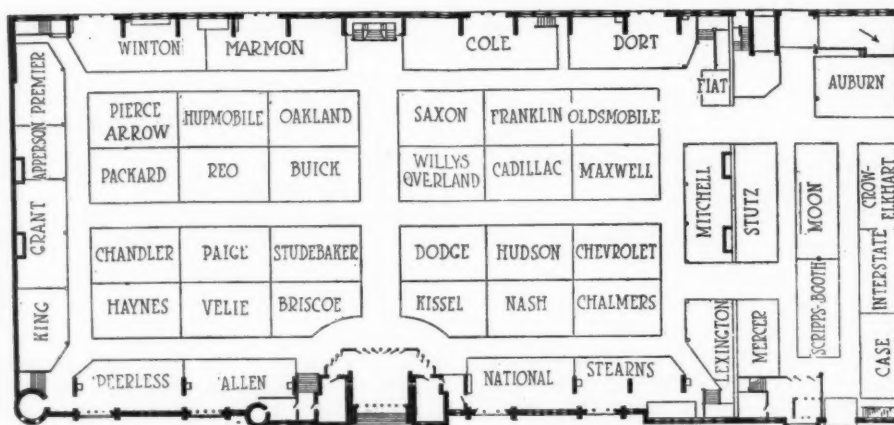 WINTON
MARMON
COLE
DORT
FIAT
AUBURN
PREMIER
APPERSON
GRANT
KING
PIERCE
ARROW
HUPMOBILE
OAKLAND
PACKARD
REO
BUICK
SAXON
FRANKLIN
OLDSMOBILE
WILLYS
OVERLAND
CADILLAC
MAXWELL
MITCHELL
STUTZ
MOON
CROW-
ELKHART
CHANDLER
PAIGE
STUDEBAKER
HAYNES
VELIE
BRISCOE
DODGE
HUDSON
CHEVROLET
KISSEL
NASH
CHALMERS
LEXINGTON
MERCER
SCRIPPS-BOOTH
INTERSTATE
CASE
PEERLESS
ALLEN
NATIONAL
STEARNS